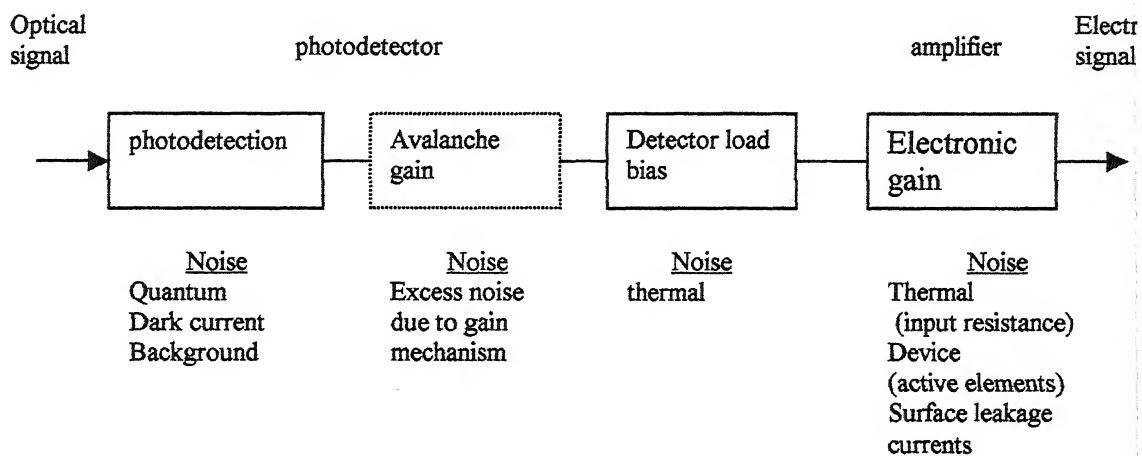 Optical
signal
photodetector
amplifier
Electr
signal
photodetection
Avalanche
gain
Detector load
bias
Electronic
gain
Noise
Quantum
Dark current
Background
Noise
Excess noise
due to gain
mechanism
Noise
thermal
Noise
Thermal
(input resistance)
Device
(active elements)
Surface leakage
currents